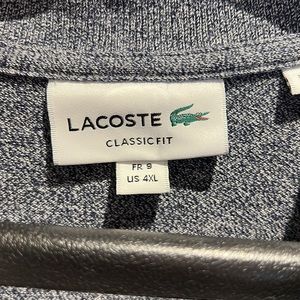 LACOSTE
CLASSIC FIT
FR 9
US 4XL